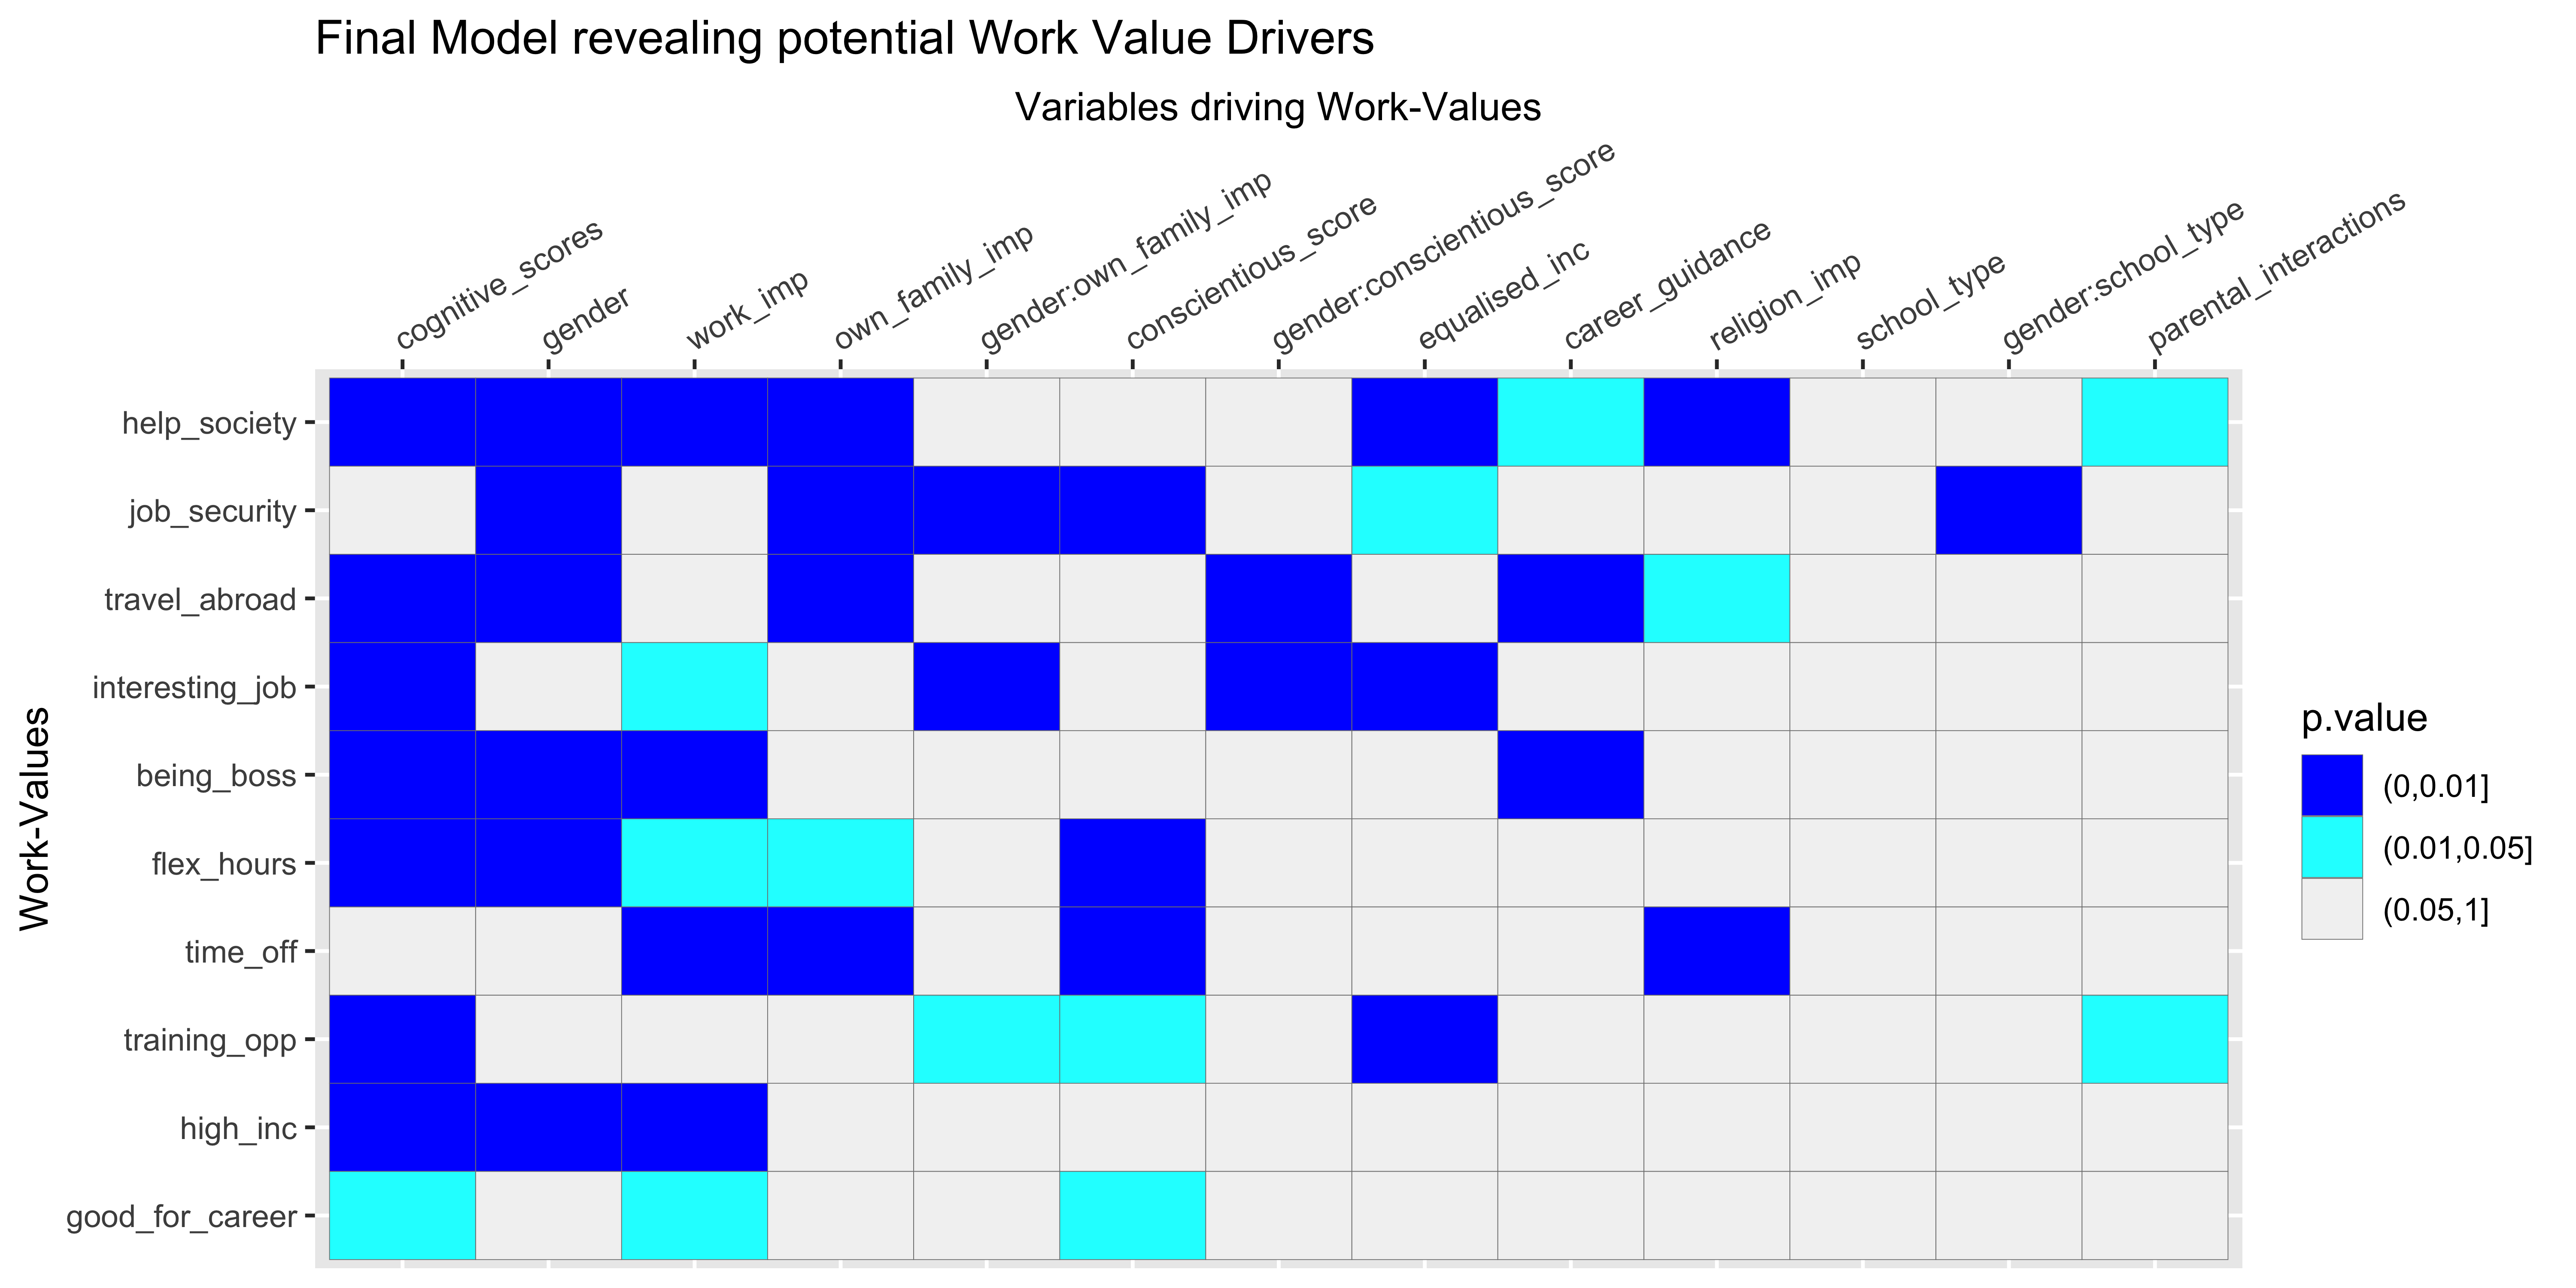 Final Model revealing potential Work Value Drivers
Variables driving Work-Values
cognitive_scores
gender
work_imp
own_family_imp
gender:own_family_imp
conscientious_score
gender:conscientious_score
equalised_inc
career_guidance
religion_imp
school_type
gender:school_type
parental_interactions
Work-Values
help_society
job_security
travel_abroad
interesting_job
being_boss
flex_hours
time_off
training_opp
high_inc
good_for_career
p.value
(0,0.01]
(0.01,0.05]
(0.05,1]